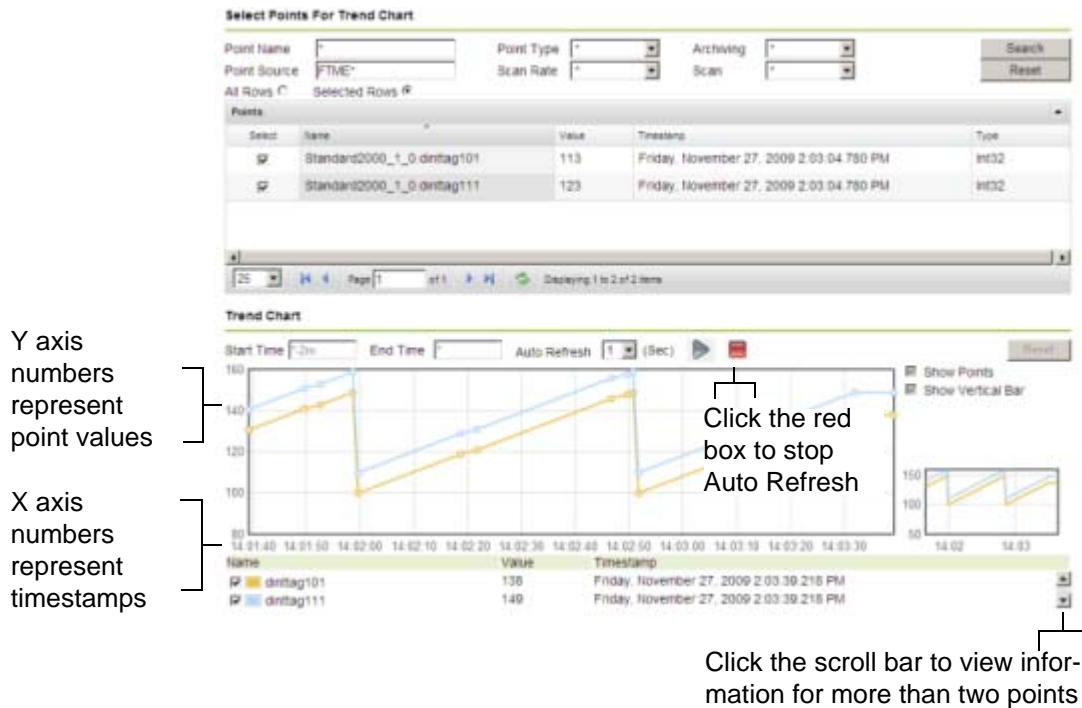 Select Points For Trend Chart
Point Name * Point Type * Archiving * Search
Point Source FTME* Scan Rate * Scan * Reset
All Rows Selected Rows
Points
Select Name Value Timestamp Type
Standard2000_1_0.dinttag101 113 Friday, November 27, 2009 2:03:04.780 PM Int32
Standard2000_1_0.dinttag111 123 Friday, November 27, 2009 2:03:04.780 PM Int32
25 Page 1 of 1 Displaying 1 to 2 of 2 items
Trend Chart
Start Time *-2m End Time * Auto Refresh 1 (Sec) Reset
Show Points
Show Vertical Bar
Y axis
numbers
represent
point values
160
140
120
100
80
Click the red
box to stop
Auto Refresh
150
100
50
14:02 14:03
X axis
numbers
represent
timestamps
14:01:40 14:01:50 14:02:00 14:02:10 14:02:20 14:02:30 14:02:40 14:02:50 14:03:00 14:03:10 14:03:20 14:03:30
Name Value Timestamp
dinttag101 138 Friday, November 27, 2009 2:03:39.218 PM
dinttag111 149 Friday, November 27, 2009 2:03:39.218 PM
Click the scroll bar to view infor-
mation for more than two points